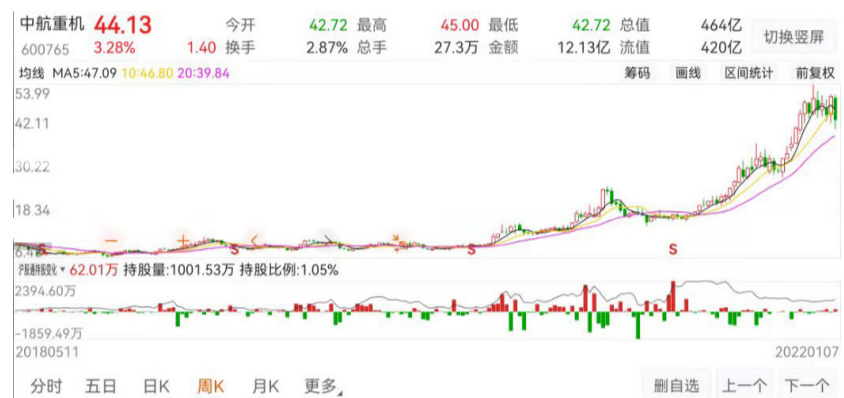 中航重机 44.13 今开 42.72 最高 45.00 最低 42.72 总值 464亿 切换竖屏
600765 3.28% 1.40 换手 2.87% 总手 27.3万 金额 12.13亿 流值 420亿
均线 MA5:47.09 10:46.80 20:39.84 筹码 画线 区间统计 前复权
53.99
42.11
30.22
18.34
S S S S
沪股通持股变化 62.01万 持股量:1001.53万 持股比例:1.05%
2394.60万
-1859.49万
20180511 20220107
分时 五日 日K 周K 月K 更多 删自选 上一个 下一个